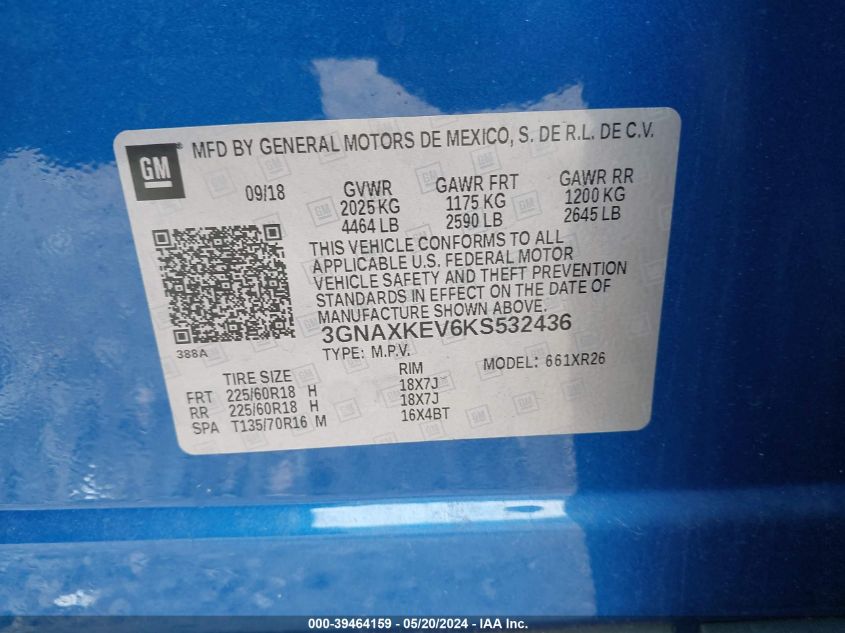 GM
MFD BY GENERAL MOTORS DE MEXICO, S. DE R.L. DE C.V.
09/18 GVWR GAWR FRT GAWR RR
2025 KG 1175 KG 1200 KG
4464 LB 2590 LB 2645 LB
THIS VEHICLE CONFORMS TO ALL
APPLICABLE U.S. FEDERAL MOTOR
VEHICLE SAFETY AND THEFT PREVENTION
STANDARDS IN EFFECT ON THE DATE OF
MANUFACTURE SHOWN ABOVE.
3GNAXKEV6KS532436
388A
TYPE: M.P.V. MODEL: 661XR26
TIRE SIZE RIM
FRT 225/60R18 H 18X7J
RR 225/60R18 H 18X7J
SPA T135/70R16 M 16X4BT
000-39464159 - 05/20/2024 - IAA Inc.